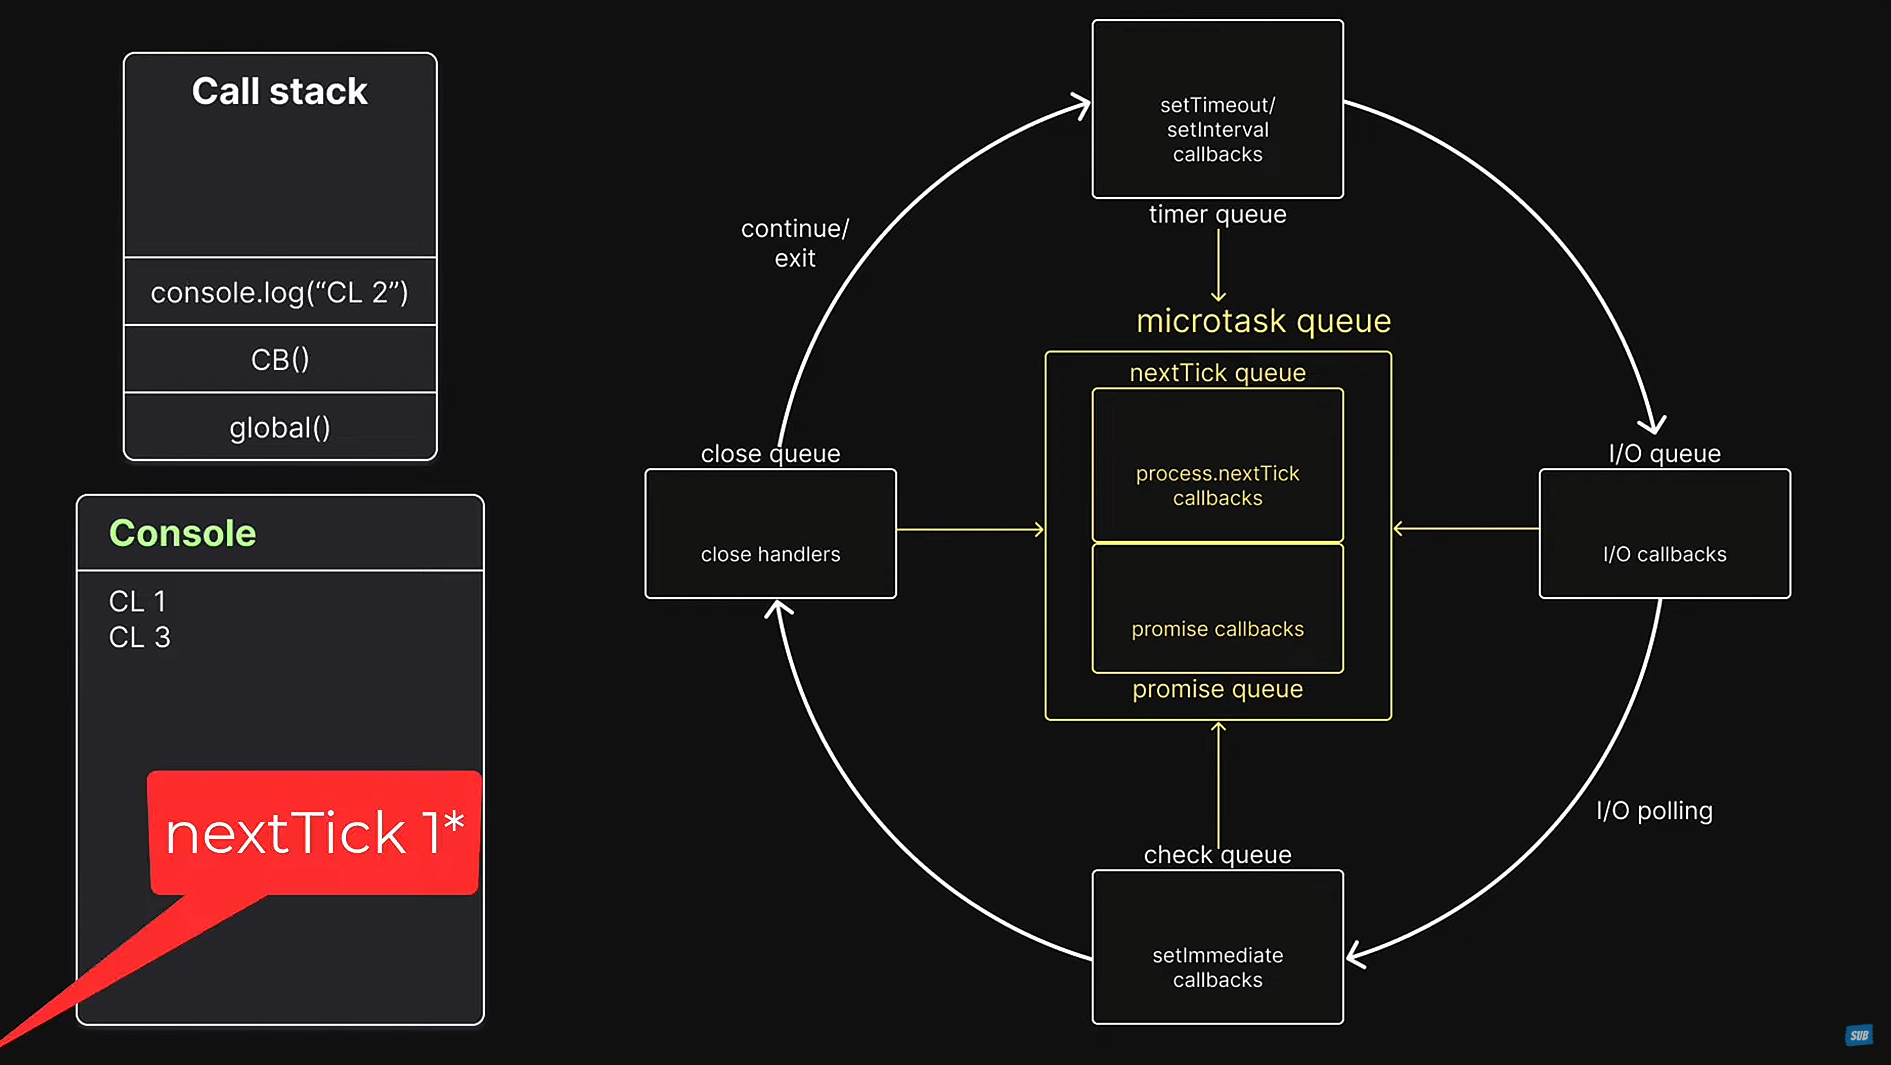 Call stack
console.log(“CL 2”)
CB()
global()
Console
CL 1
CL 3
nextTick 1*
setTimeout/
setInterval
callbacks
timer queue
continue/
exit
microtask queue
nextTick queue
process.nextTick
callbacks
promise callbacks
promise queue
close queue
close handlers
I/O queue
I/O callbacks
I/O polling
check queue
setImmediate
callbacks
SUB